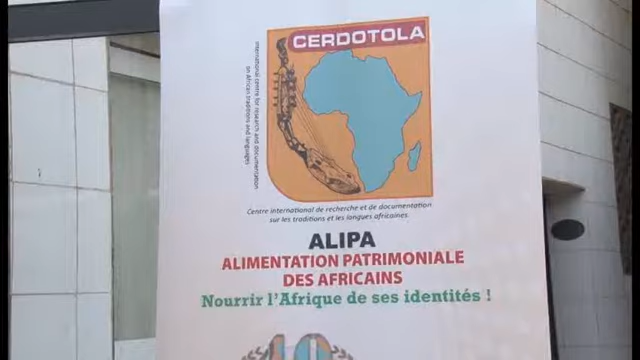 CERDOTOLA
international centre for research and documentation
on african traditions and languages
Centre international de recherche et de documentation
sur les traditions et les langues africaines.
ALIPA
ALIMENTATION PATRIMONIALE
DES AFRICAINS
Nourrir l'Afrique de ses identités !